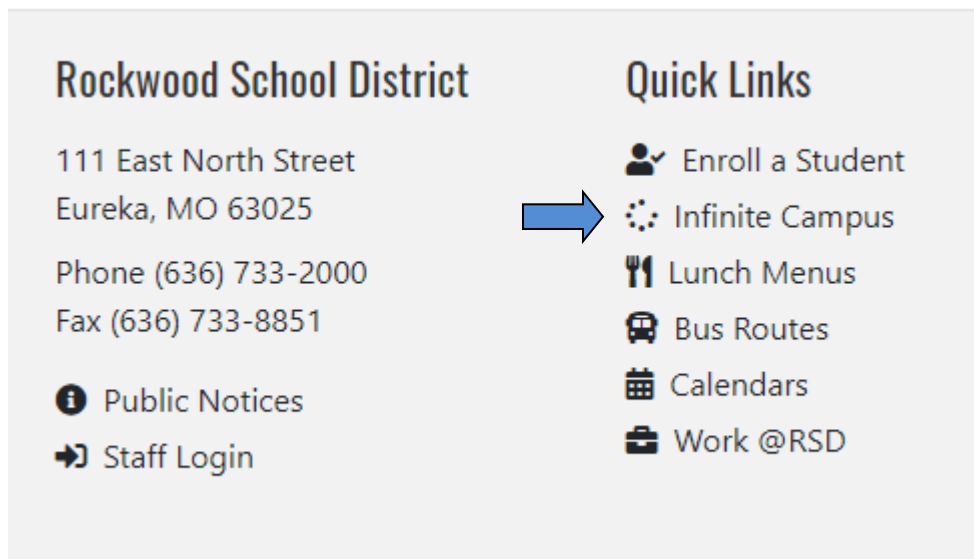 Rockwood School District
111 East North Street
Eureka, MO 63025
Phone (636) 733-2000
Fax (636) 733-8851
Public Notices
Staff Login
Quick Links
Enroll a Student
Infinite Campus
Lunch Menus
Bus Routes
Calendars
Work @RSD